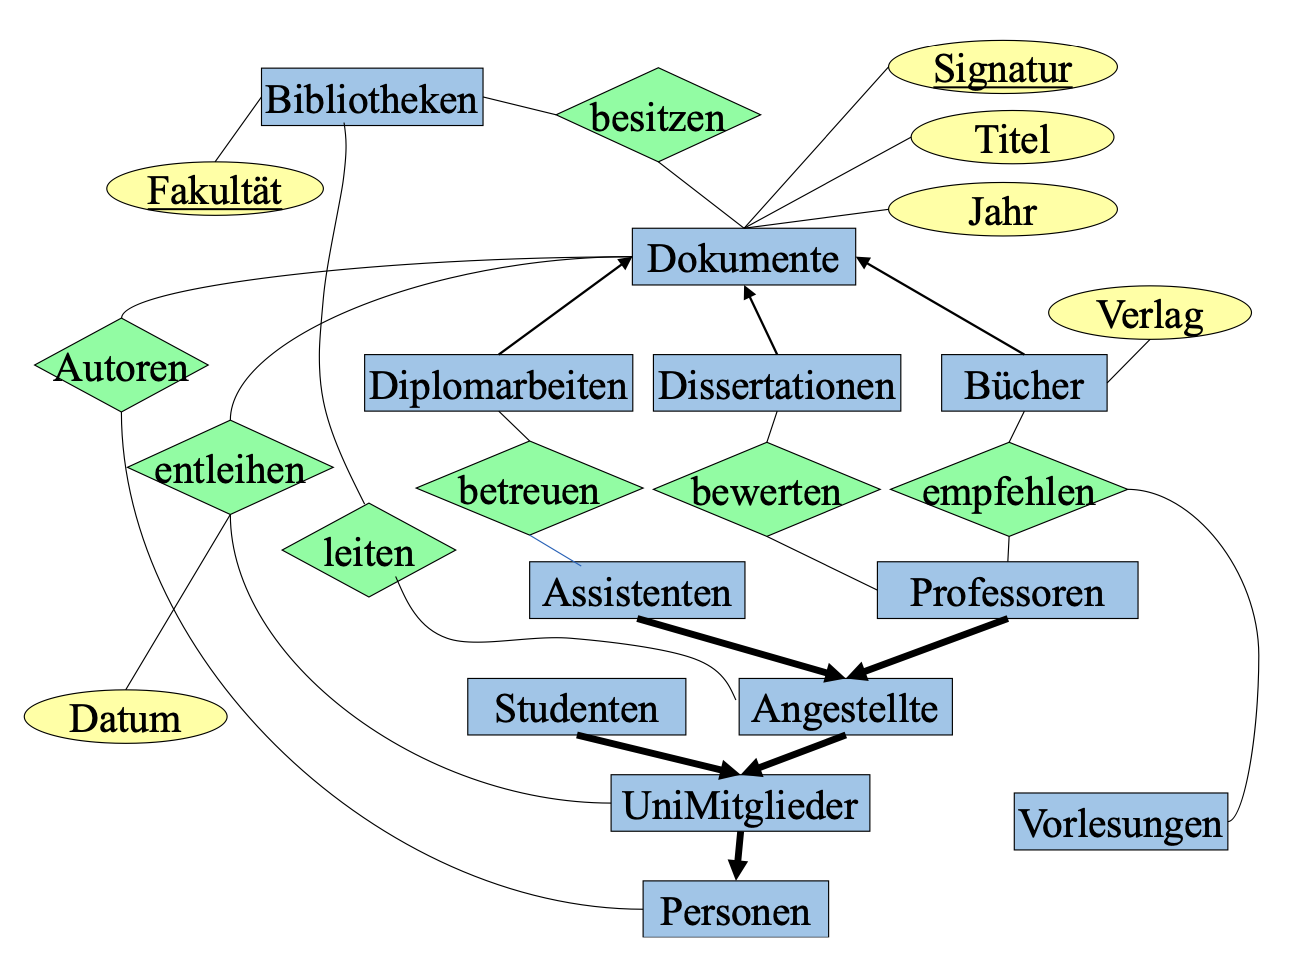 Signatur
Bibliotheken
besitzen
Titel
Fakultät
Jahr
Dokumente
Verlag
Autoren
Diplomarbeiten
Dissertationen
Bücher
entleihen
betreuen
bewerten
empfehlen
leiten
Assistenten
Professoren
Datum
Studenten
Angestellte
UniMitglieder
Vorlesungen
Personen